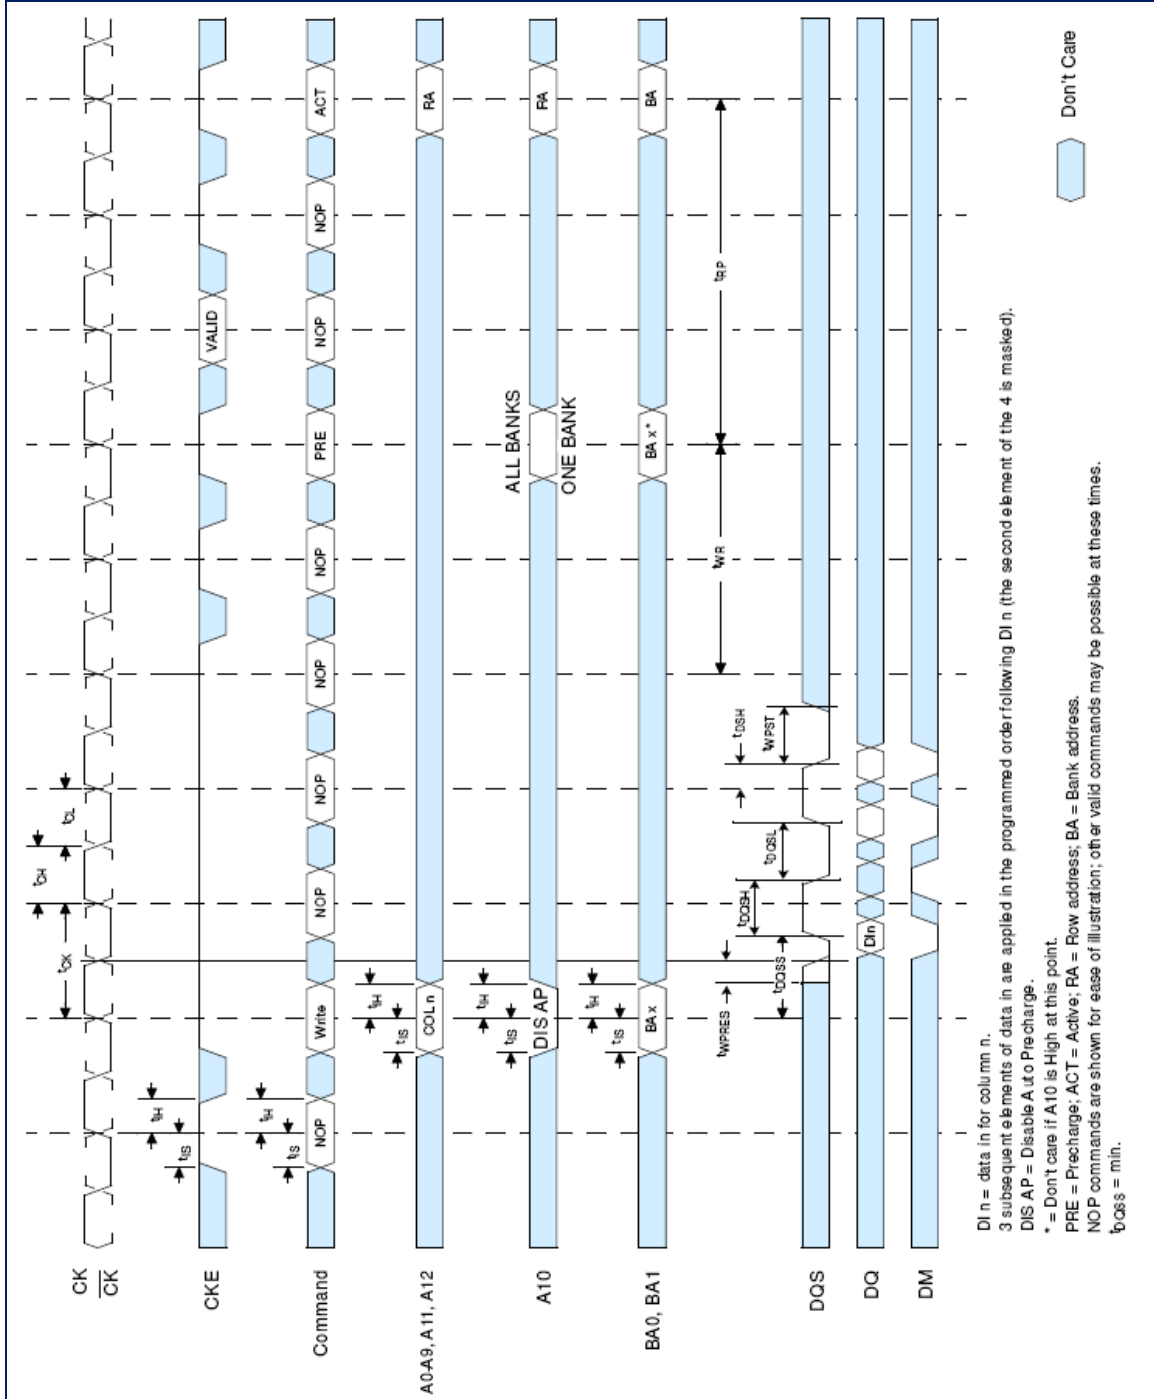 CK
CK
tCK
tCH
tCL
CKE
tIS
tIH
VALID
Command
tIS
tIH
NOP
Write
NOP
NOP
NOP
NOP
PRE
NOP
NOP
ACT
A0-A9, A11, A12
tIS
tIH
COL n
RA
A10
tIS
tIH
DIS AP
ALL BANKS
ONE BANK
RA
BA0, BA1
tIS
tIH
BA x
BA x*
BA
tWR
tRP
tWPRES
tDQSS
tDQSH
tDQSL
tDSH
tWPST
DQS
DQ
DIn
DM
DI n = data in for column n.
3 subsequent elements of data in are applied in the programmed order following DI n (the second element of the 4 is masked).
DIS AP = Disable Auto Precharge.
* = Don't care if A10 is High at this point.
PRE = Precharge; ACT = Active; RA = Row address; BA = Bank address.
NOP commands are shown for ease of illustration; other valid commands may be possible at these times.
tDQSS = min.
Don't Care